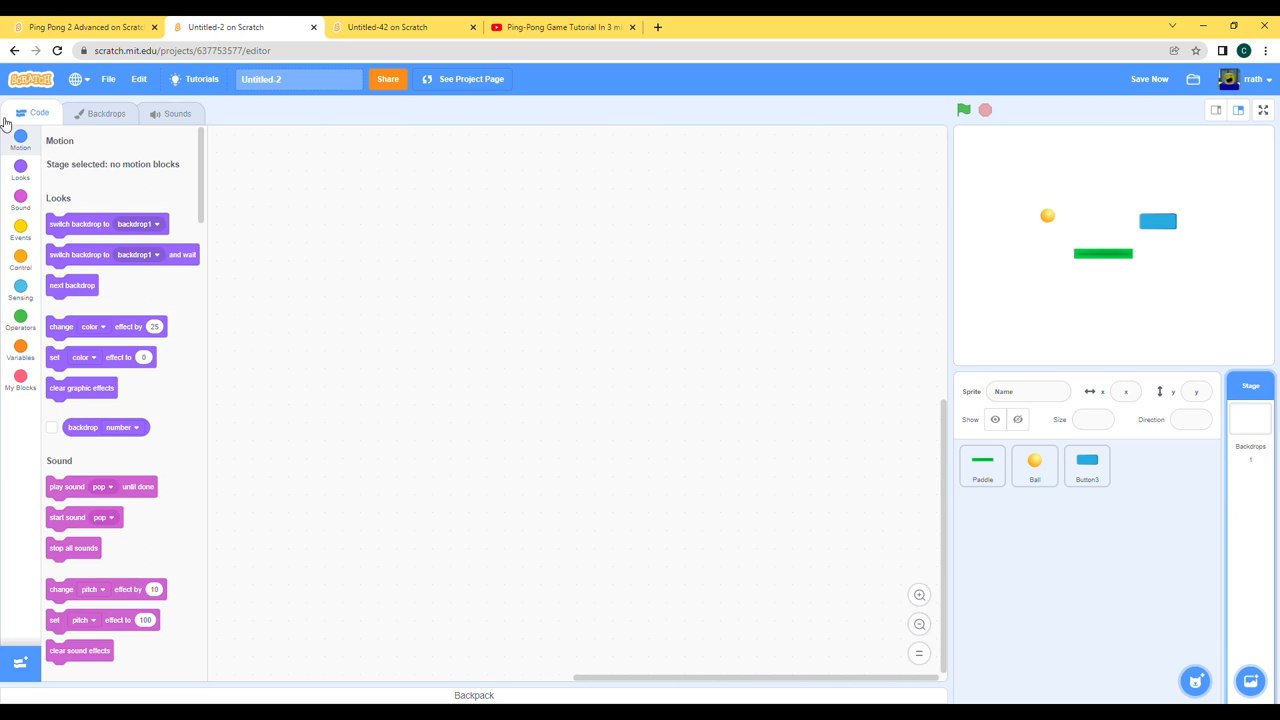 Ping Pong 2 Advanced on Scratc
Untitled-2 on Scratch
Untitled-42 on Scratch
Ping-Pong Game Tutorial In 3 mi
scratch.mit.edu/projects/637753577/editor
C
SCRATCH
File
Edit
Tutorials
Untitled-2
Share
See Project Page
Save Now
rrath
Code
Backdrops
Sounds
Motion
Looks
Sound
Events
Control
Sensing
Operators
Variables
My Blocks
Motion
Stage selected: no motion blocks
Looks
switch backdrop to backdrop1
switch backdrop to backdrop1 and wait
next backdrop
change color effect by 25
set color effect to 0
clear graphic effects
backdrop number
Sound
play sound pop until done
start sound pop
stop all sounds
change pitch effect by 10
set pitch effect to 100
clear sound effects
Backpack
Sprite Name x x y y
Show Size Direction
Paddle
Ball
Button3
Stage
Backdrops
1